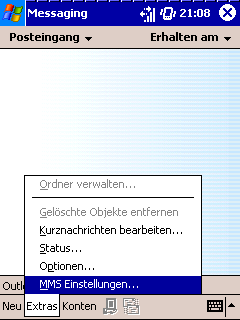 Messaging 21:08
Posteingang Erhalten am
Ordner verwalten...
Gelöschte Objekte entfernen
Kurznachrichten bearbeiten...
Status...
Optionen...
MMS Einstellungen...
Neu Extras Konten